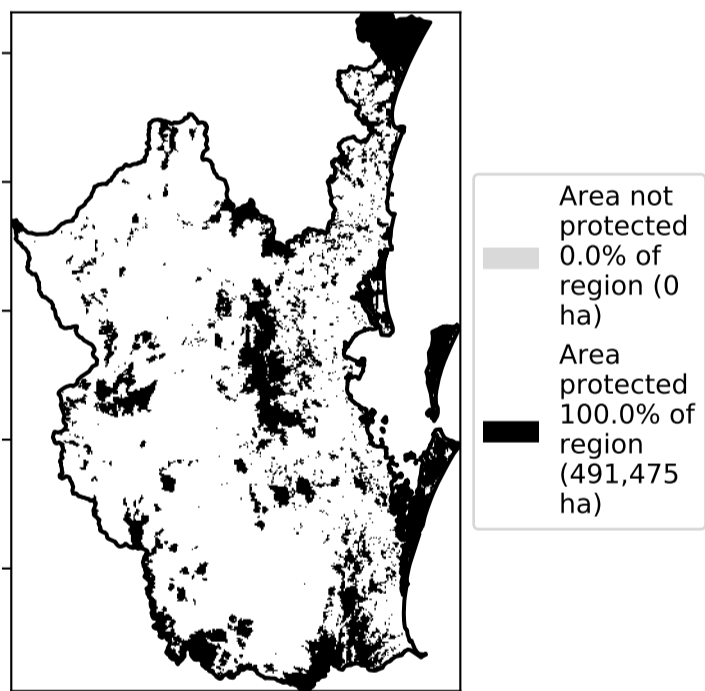 Area not
protected
0.0% of
region (0
ha)
Area
protected
100.0% of
region
(491,475
ha)